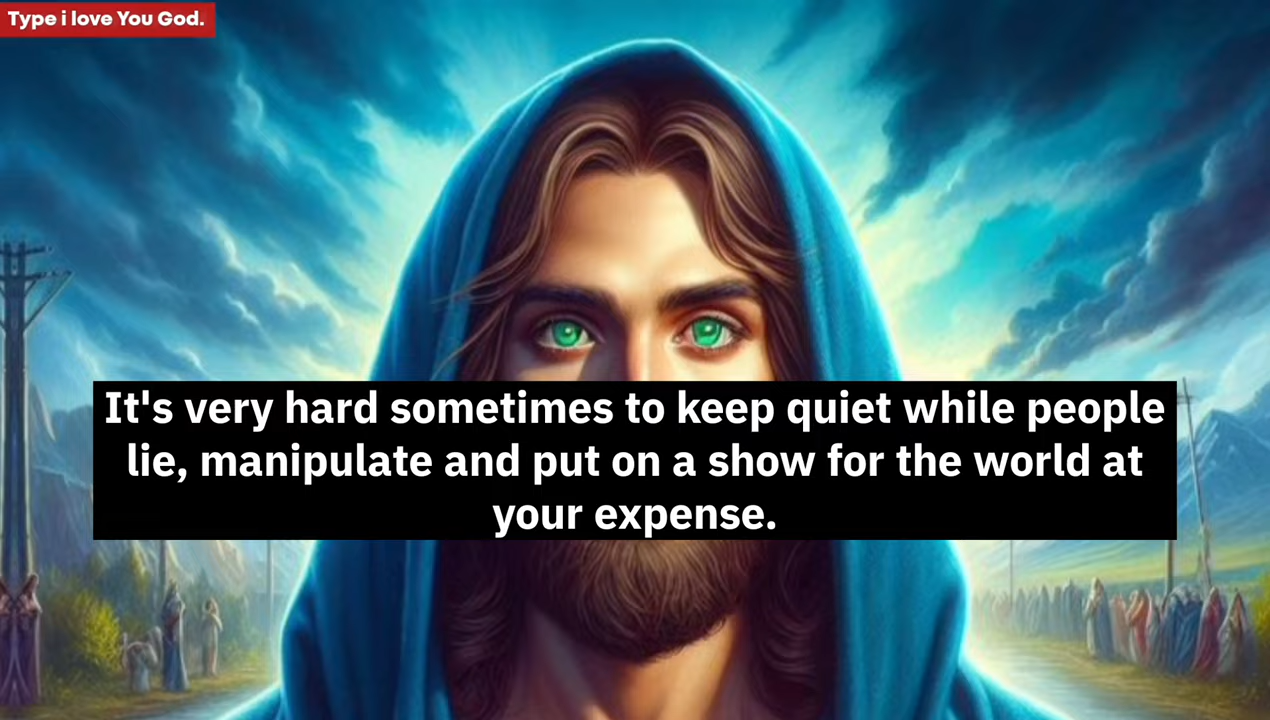 Type i love You God.
It's very hard sometimes to keep quiet while people
lie, manipulate and put on a show for the world at
your expense.